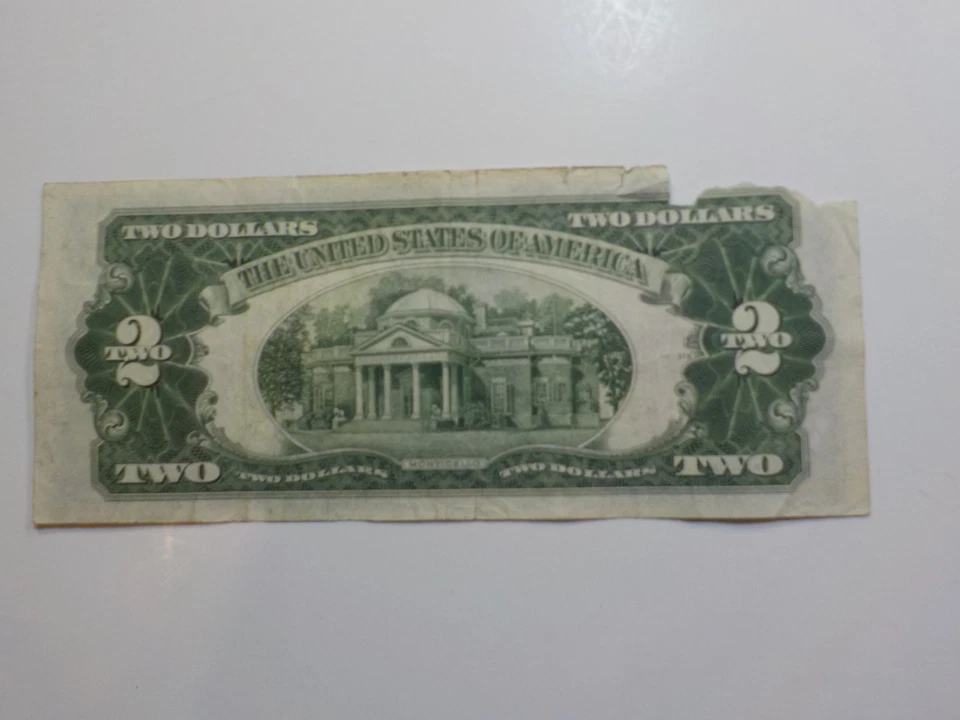 TWO DOLLARS
TWO DOLLARS
THE UNITED STATES OF AMERICA
2
TWO
2
TWO
MONTICELLO
TWO
TWO DOLLARS
TWO DOLLARS
TWO